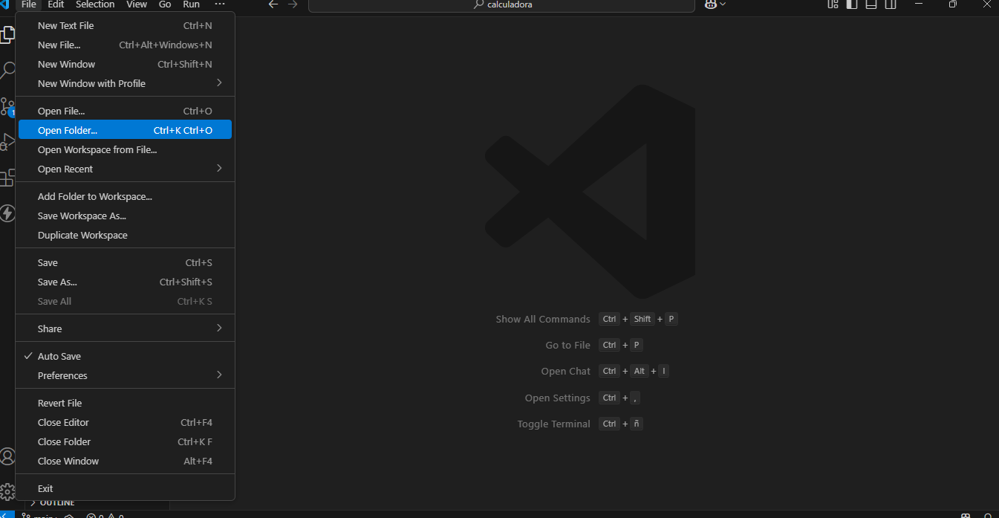 File Edit Selection View Go Run ···
calculadora
New Text File Ctrl+N
New File... Ctrl+Alt+Windows+N
New Window Ctrl+Shift+N
New Window with Profile
Open File... Ctrl+O
Open Folder... Ctrl+K Ctrl+O
Open Workspace from File...
Open Recent
Add Folder to Workspace...
Save Workspace As...
Duplicate Workspace
Save Ctrl+S
Save As... Ctrl+Shift+S
Save All Ctrl+K S
Share
Auto Save
Preferences
Revert File
Close Editor Ctrl+F4
Close Folder Ctrl+K F
Close Window Alt+F4
Exit
1
Show All Commands Ctrl + Shift + P
Go to File Ctrl + P
Open Chat Ctrl + Alt + I
Open Settings Ctrl + ,
Toggle Terminal Ctrl + ñ
OUTLINE
main 0 0